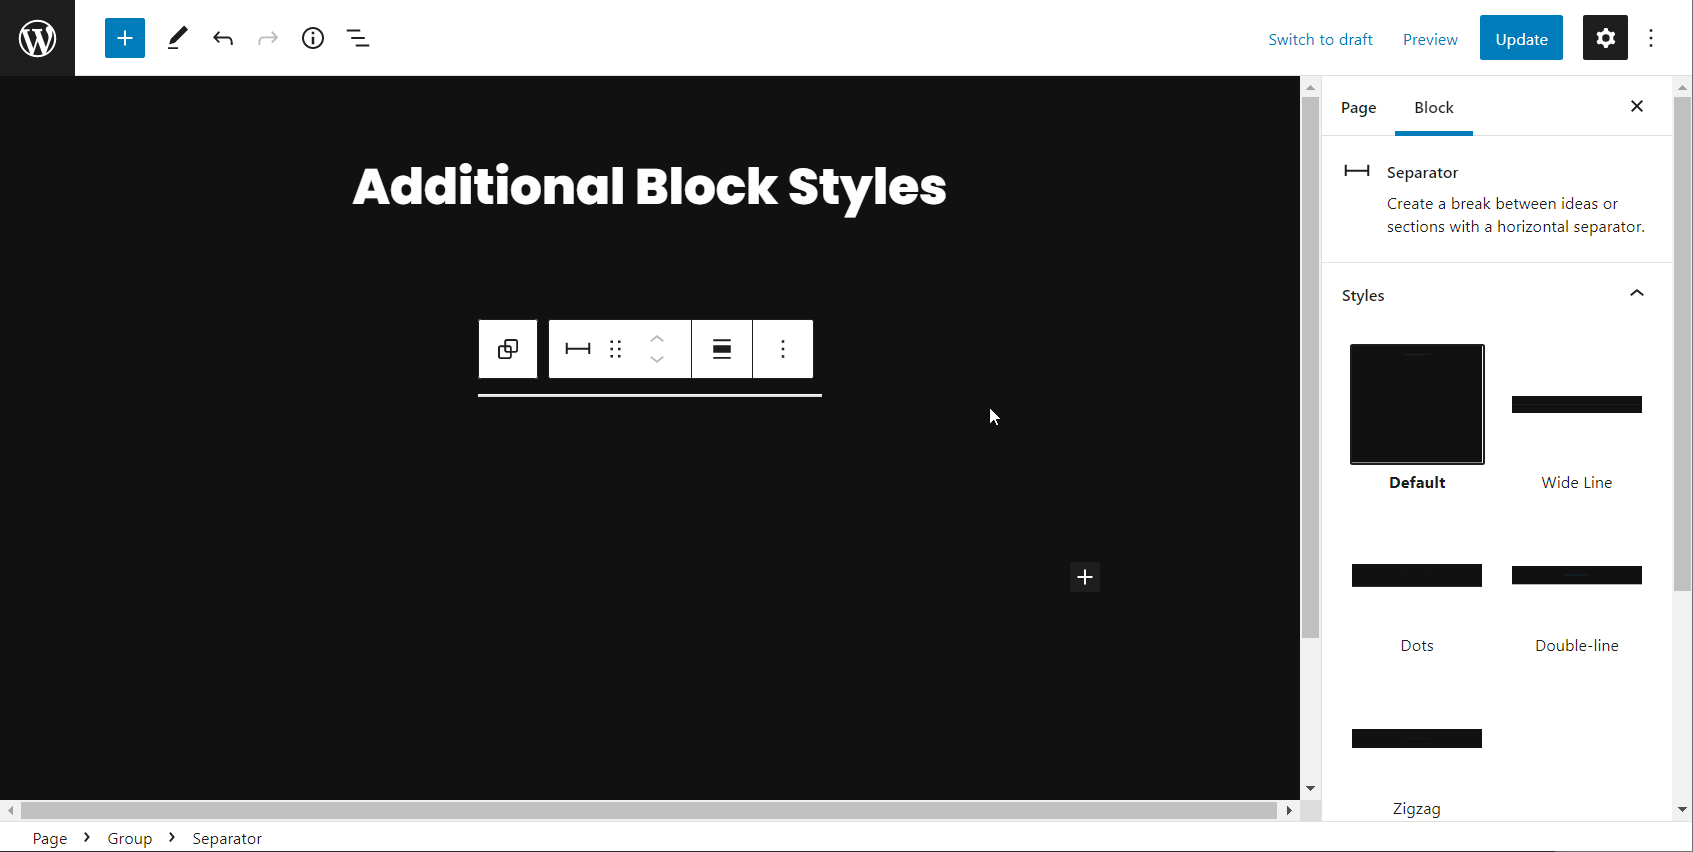 Switch to draft
Preview
Update
Additional Block Styles
Page
Block
Separator
Create a break between ideas or
sections with a horizontal separator.
Styles
Default
Wide Line
Dots
Double-line
Zigzag
Page
Group
Separator